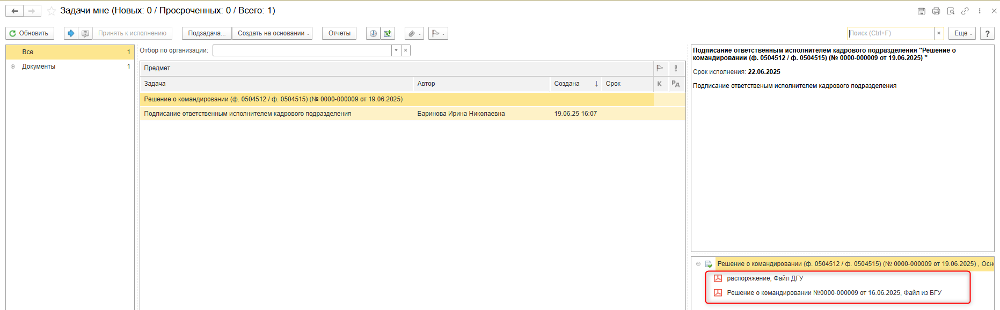 Задачи мне (Новых: 0 / Просроченных: 0 / Всего: 1)
Обновить
Принять к исполнению
Подзадача...
Создать на основании
Отчеты
Поиск (Ctrl+F)
×
Еще
?
Все 1
Документы 1
Отбор по организации:
×
Предмет
Задача Автор Создана ↓ Срок К Рд
Решение о командировании (ф. 0504512 / ф. 0504515) (№ 0000-000009 от 19.06.2025)
Подписание ответственным исполнителем кадрового подразделения Баринова Ирина Николаевна 19.06.25 16:07
Подписание ответственным исполнителем кадрового подразделения "Решение о
командировании (ф. 0504512 / ф. 0504515) (№ 0000-000009 от 19.06.2025) "
Срок исполнения: 22.06.2025
Подписание ответственым исполнителем кадрового подразделения
Решение о командировании (ф. 0504512 / ф. 0504515) (№ 0000-000009 от 19.06.2025) , Осно
распоряжение, Файл ДГУ
Решение о командировании №0000-000009 от 16.06.2025, Файл из БГУ